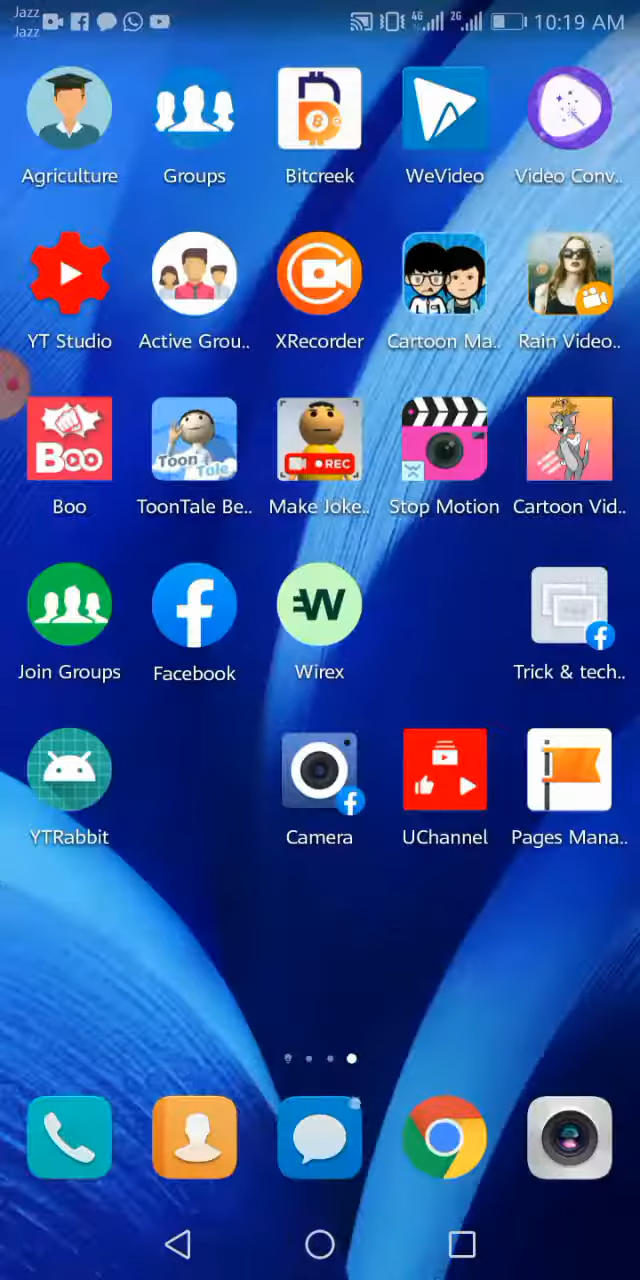 Jazz
Jazz
4G 2G 10:19 AM
Agriculture Groups Bitcreek WeVideo Video Conv..
YT Studio Active Grou.. XRecorder Cartoon Ma.. Rain Video..
REC
Boo
Toon Tale
Boo ToonTale Be.. Make Joke.. Stop Motion Cartoon Vid..
W
Join Groups Facebook Wirex Trick & tech..
YTRabbit Camera UChannel Pages Mana..